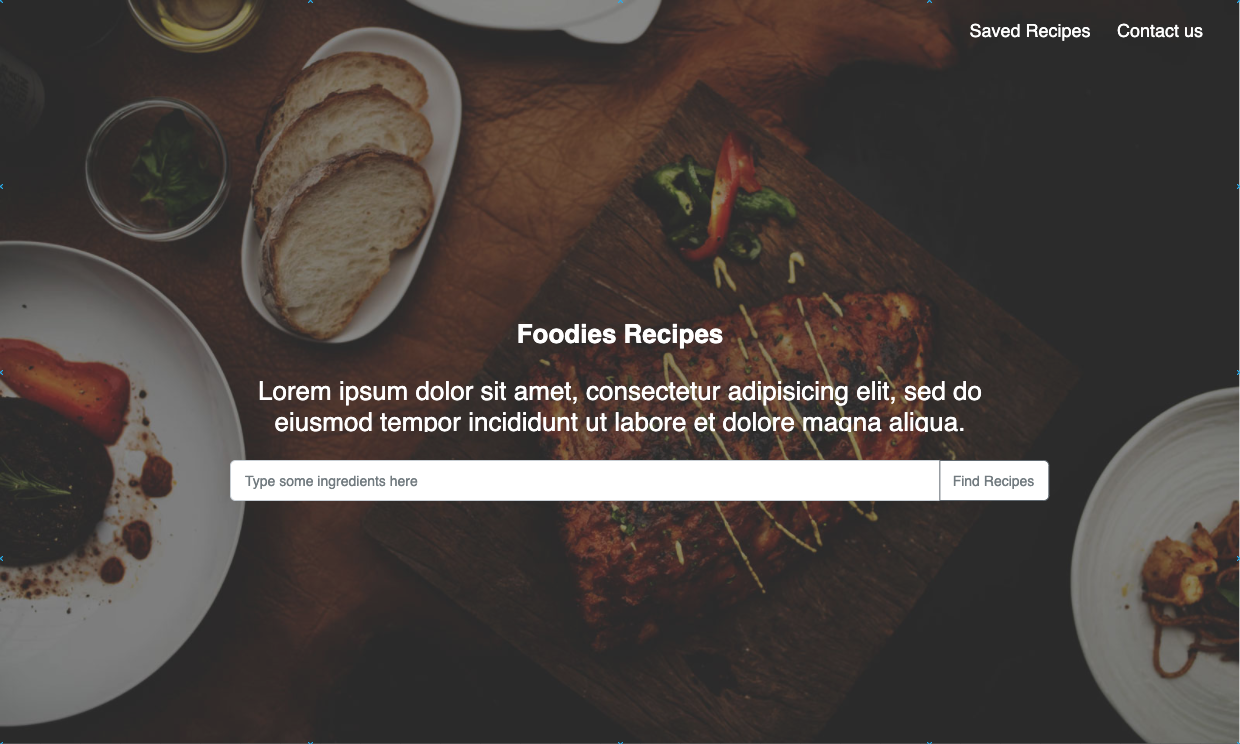 Saved Recipes Contact us
Foodies Recipes
Lorem ipsum dolor sit amet, consectetur adipisicing elit, sed do
eiusmod tempor incididunt ut labore et dolore magna aliqua.
Type some ingredients here Find Recipes